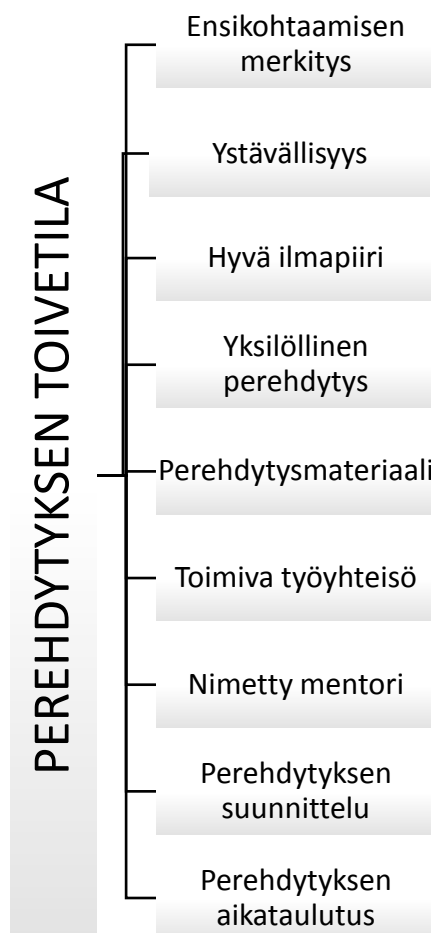 PEREHDYTYKSEN TOIVETILA
Ensikohtaamisen
merkitys
Ystävällisyys
Hyvä ilmapiiri
Yksilöllinen
perehdytys
Perehdytysmateriaali
Toimiva työyhteisö
Nimetty mentori
Perehdytyksen
suunnittelu
Perehdytyksen
aikataulutus